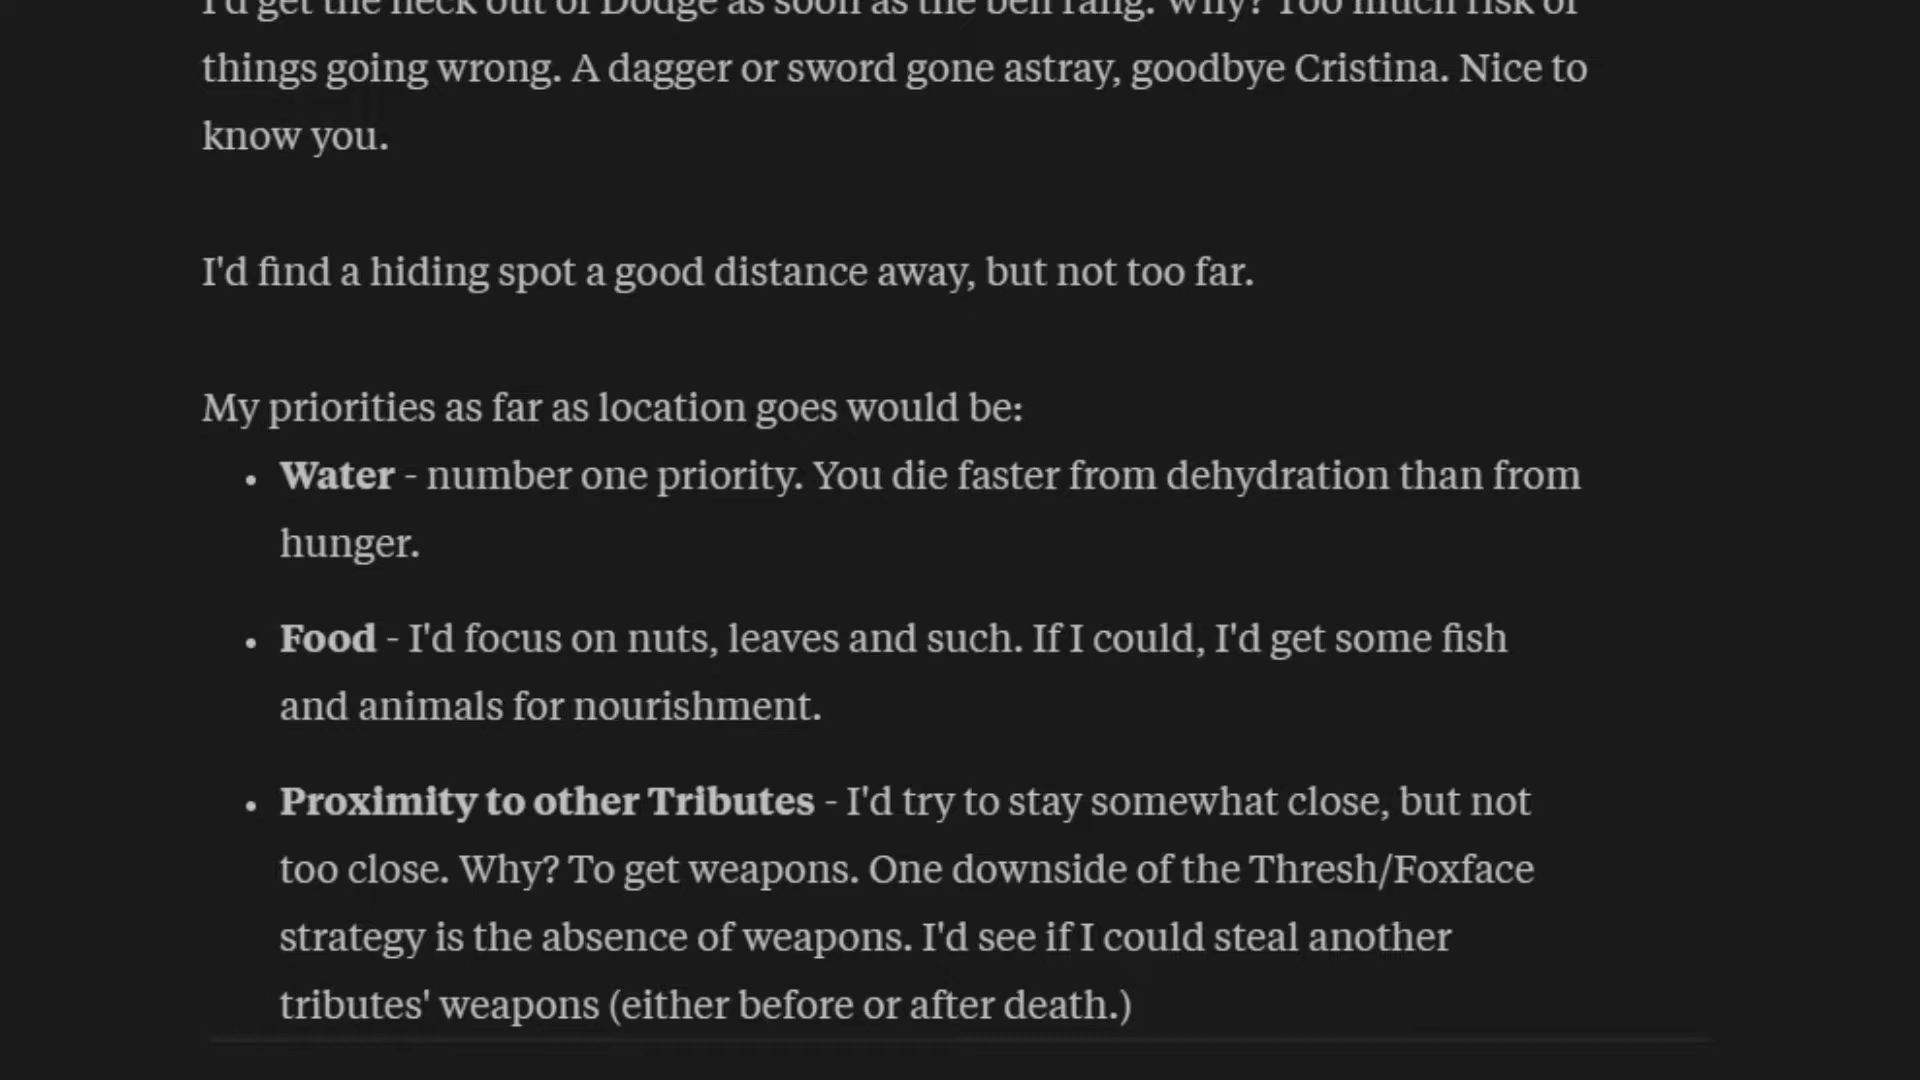 I'd get the heck out of Dodge as soon as the bell rang. Why? Too much risk of
things going wrong. A dagger or sword gone astray, goodbye Cristina. Nice to
know you.
I'd find a hiding spot a good distance away, but not too far.
My priorities as far as location goes would be:
• Water - number one priority. You die faster from dehydration than from
hunger.
• Food - I'd focus on nuts, leaves and such. If I could, I'd get some fish
and animals for nourishment.
• Proximity to other Tributes - I'd try to stay somewhat close, but not
too close. Why? To get weapons. One downside of the Thresh/Foxface
strategy is the absence of weapons. I'd see if I could steal another
tributes' weapons (either before or after death.)